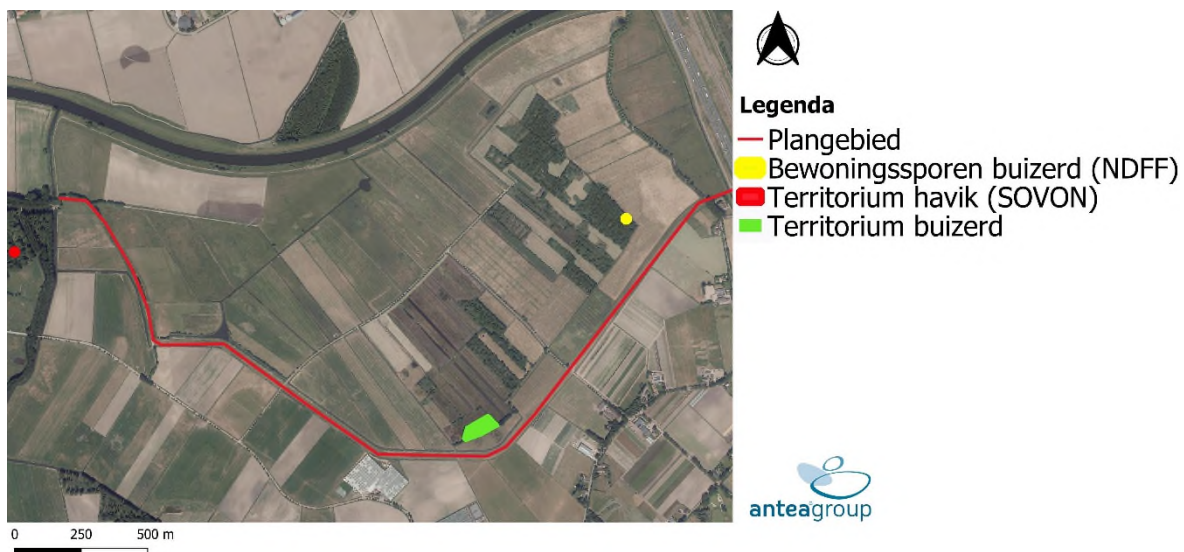 Legenda
Plangebied
Bewoningssporen buizerd (NDFF)
Territorium havik (SOVON)
Territorium buizerd
anteagroup
0 250 500 m